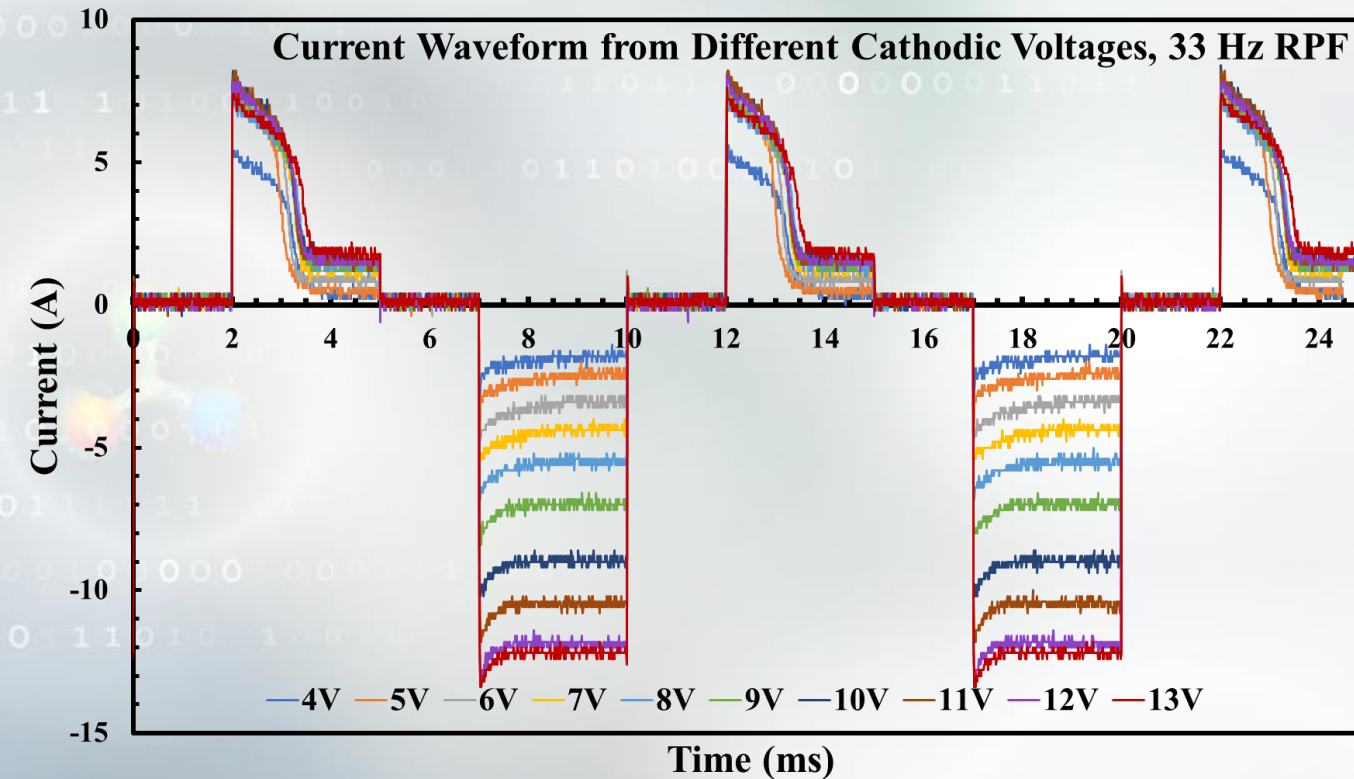 Current Waveform from Different Cathodic Voltages, 33 Hz RPF
10
5
0
-5
-10
-15
Current (A)
0 2 4 6 8 10 12 14 16 18 20 22 24
4V 5V 6V 7V 8V 9V 10V 11V 12V 13V
Time (ms)